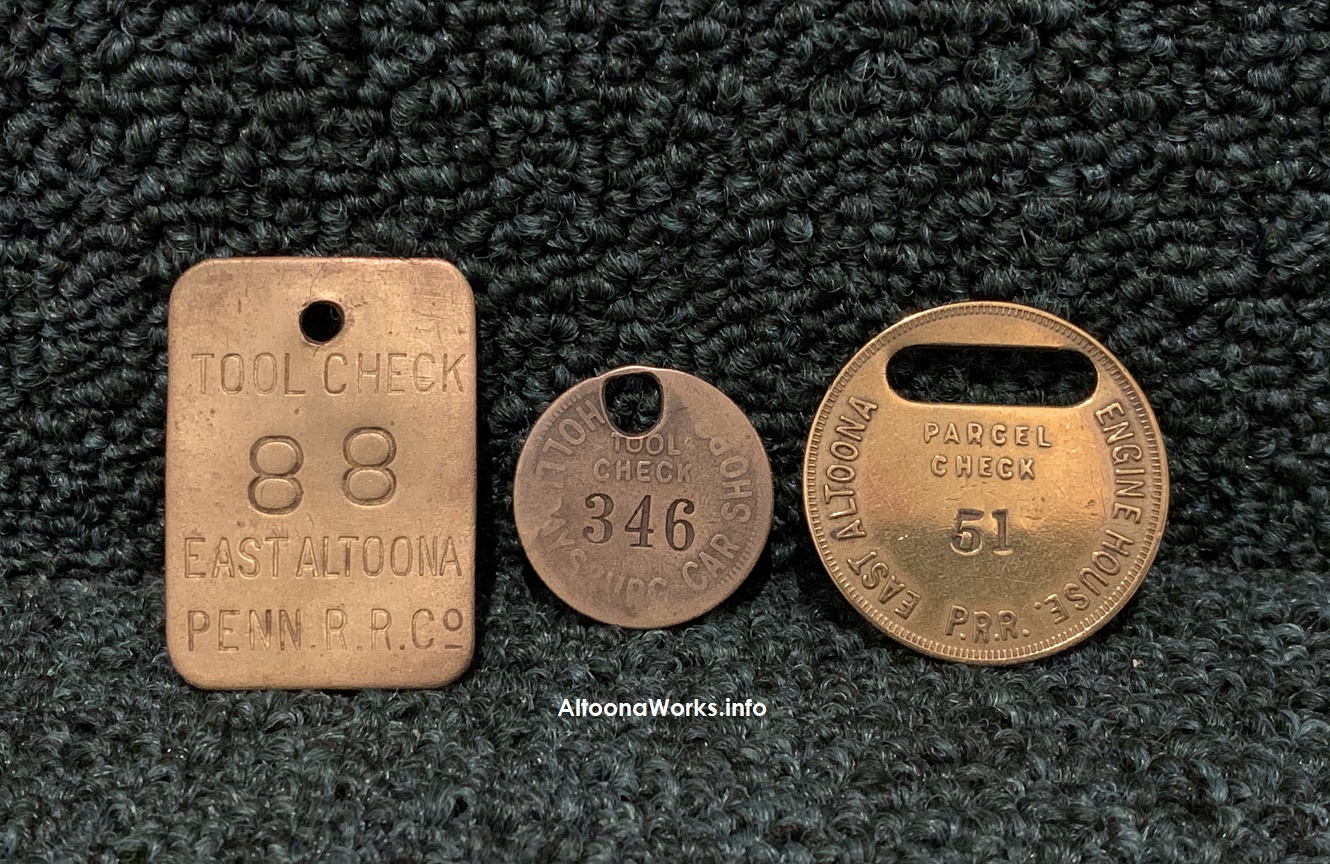 TOOL CHECK
88
EAST ALTOONA
PENN.R.R.Cº
HOLLIDAYSBURG CAR SHOP.
TOOL
CHECK
346
EAST ALTOONA
ENGINE HOUSE.
P.R.R.
PARCEL
CHECK
51
AltoonaWorks.info